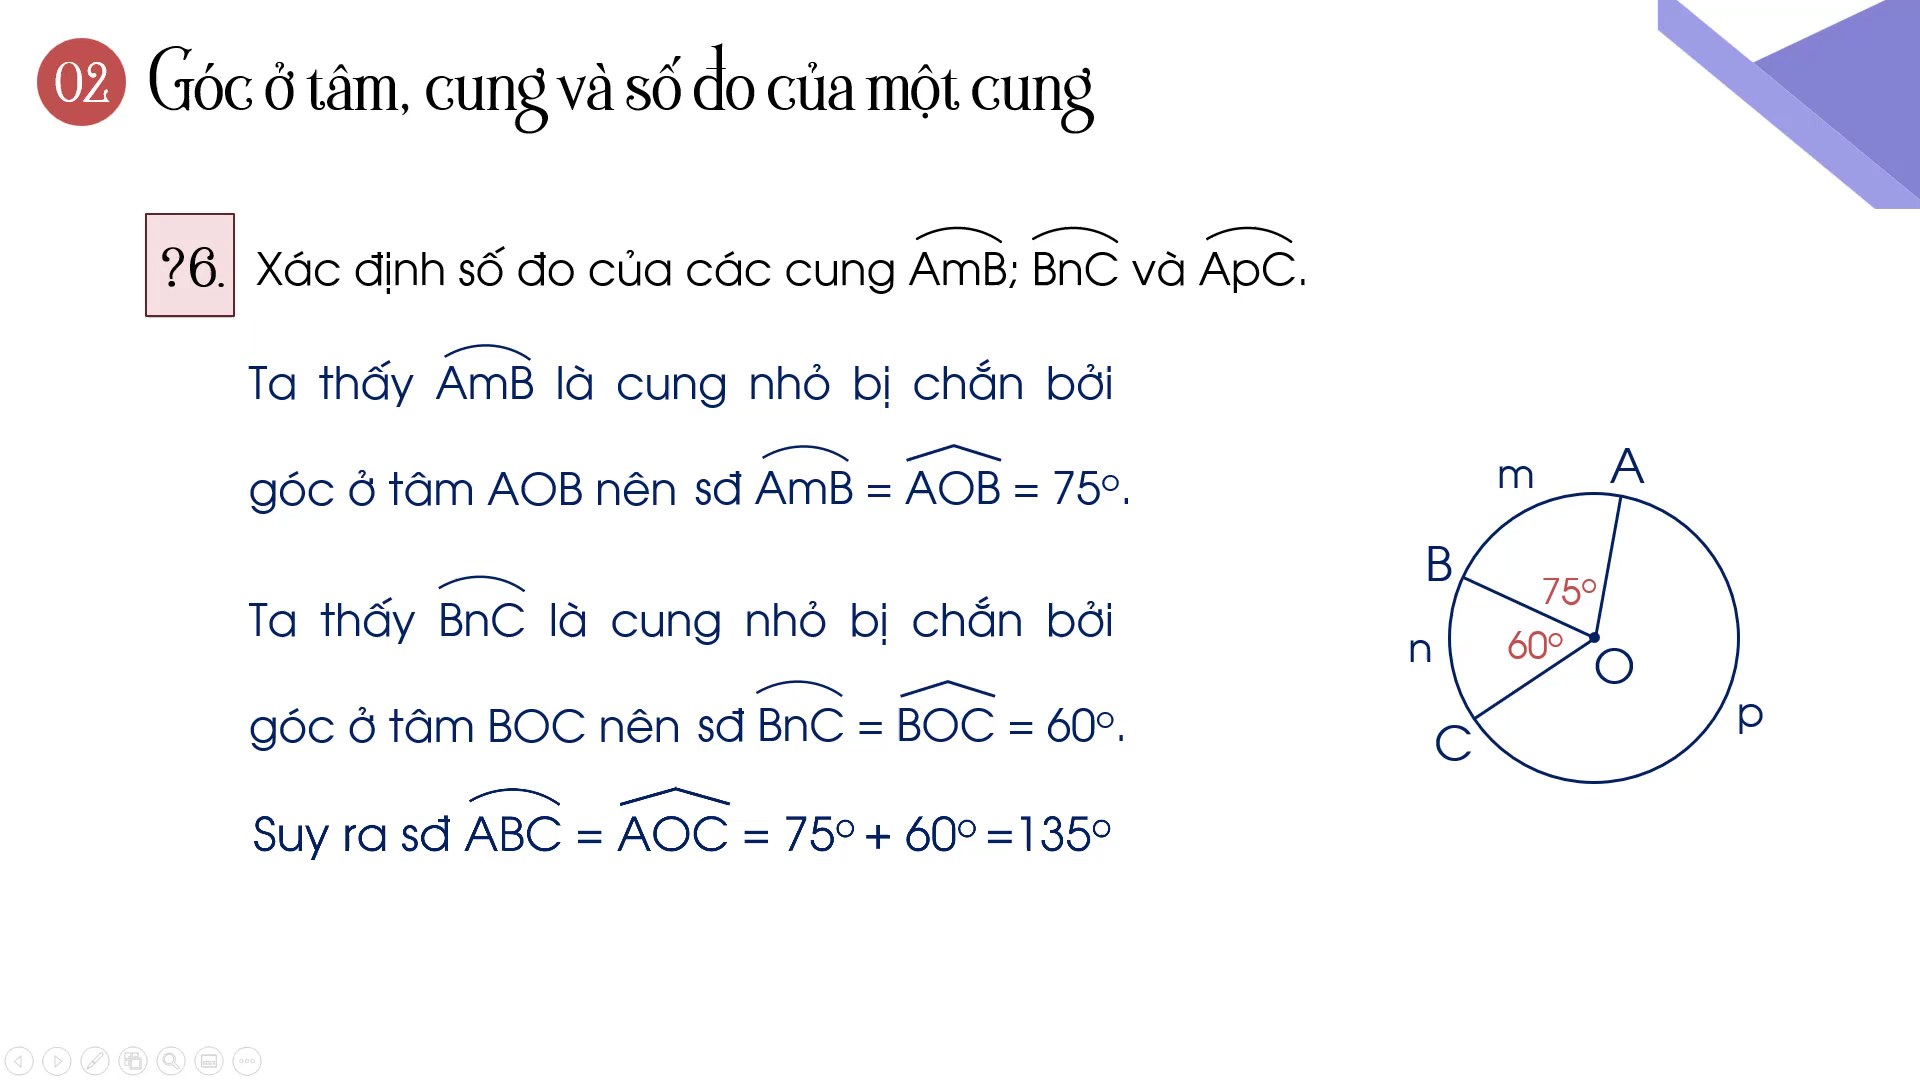 02 Góc ở tâm, cung và số đo của một cung
?6. Xác định số đo của các cung AmB; BnC và ApC.
Ta thấy AmB là cung nhỏ bị chắn bởi
góc ở tâm AOB nên sđ AmB = AOB = 75°.
Ta thấy BnC là cung nhỏ bị chắn bởi
góc ở tâm BOC nên sđ BnC = BOC = 60°.
Suy ra sđ ABC = AOC = 75° + 60° =135°
m A
B 75°
n 60° O
C p